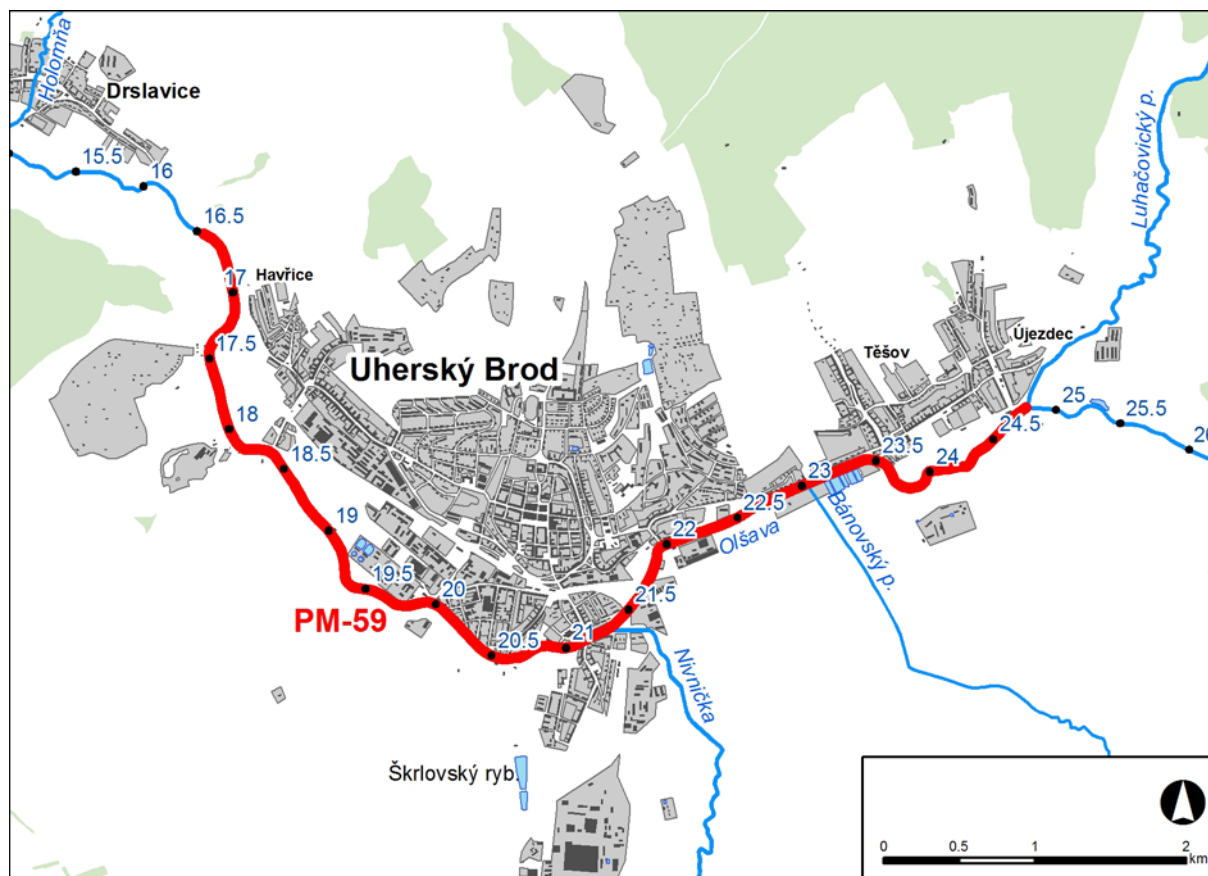 Holomňa
Drslavice
Luhačovický p.
15.5
16
16.5
17
Havřice
17.5
Uherský Brod
Těšov
Újezdec
18
18.5
19
19.5
20
20.5
21
21.5
22
22.5
23
23.5
24
24.5
25
25.5
26
Olšava
Bánovský p.
PM-59
Nivnička
Škrlovský ryb.
0 0.5 1 2
km